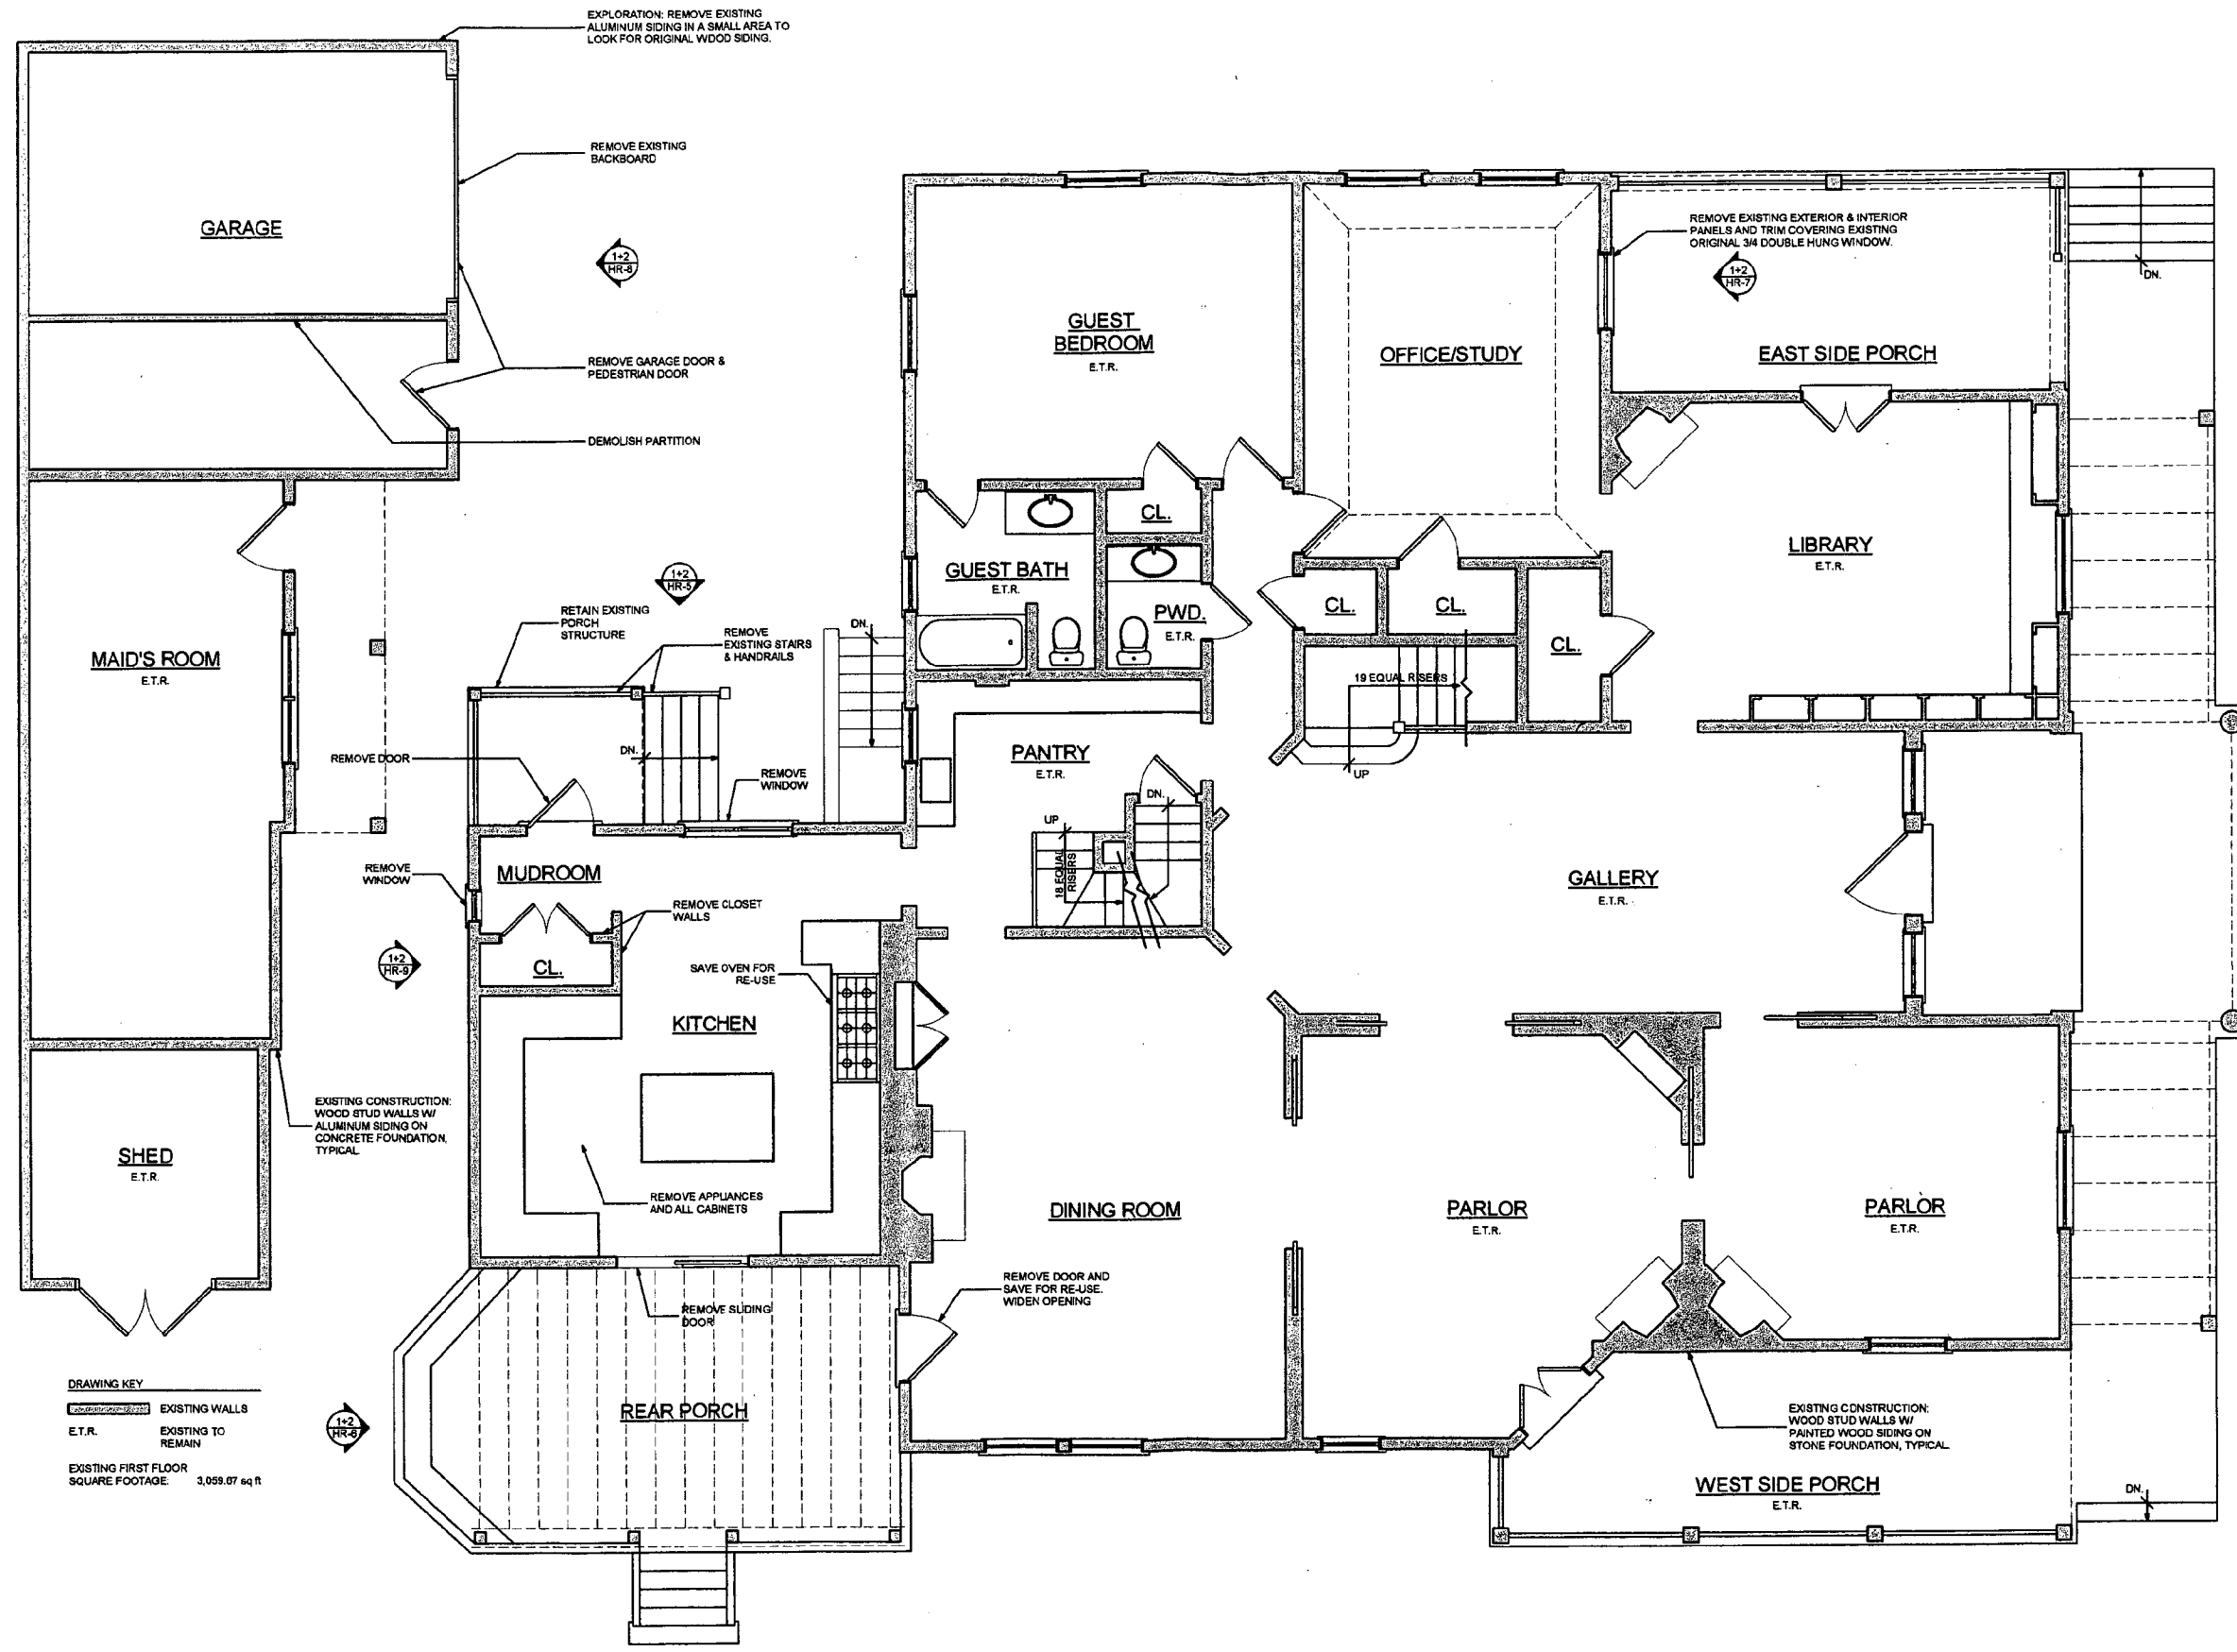 EXPLORATION: REMOVE EXISTING
ALUMINUM SIDING IN A SMALL AREA TO
LOOK FOR ORIGINAL WOOD SIDING.
REMOVE EXISTING
BACKBOARD
GARAGE
1+2
HR-8
REMOVE GARAGE DOOR &
PEDESTRIAN DOOR
DEMOLISH PARTITION
GUEST
BEDROOM
E.T.R.
OFFICE/STUDY
REMOVE EXISTING EXTERIOR & INTERIOR
PANELS AND TRIM COVERING EXISTING
ORIGINAL 3/4 DOUBLE HUNG WINDOW.
1+2
HR-7
DN.
EAST SIDE PORCH
CL.
LIBRARY
E.T.R.
GUEST BATH
E.T.R.
PWD.
E.T.R.
CL.
CL.
CL.
19 EQUAL RISERS
UP
1+2
HR-5
RETAIN EXISTING
PORCH
STRUCTURE
REMOVE
EXISTING STAIRS
& HANDRAILS
DN.
MAID'S ROOM
E.T.R.
DN.
REMOVE DOOR
REMOVE
WINDOW
PANTRY
E.T.R.
DN.
UP
18 EQUAL
RISERS
MUDROOM
REMOVE
WINDOW
REMOVE CLOSET
WALLS
GALLERY
E.T.R.
1+2
HR-9
CL.
SAVE OVEN FOR
RE-USE
KITCHEN
EXISTING CONSTRUCTION:
WOOD STUD WALLS W/
ALUMINUM SIDING ON
CONCRETE FOUNDATION,
TYPICAL
SHED
E.T.R.
REMOVE APPLIANCES
AND ALL CABINETS
DINING ROOM
PARLOR
E.T.R.
PARLOR
E.T.R.
REMOVE DOOR AND
SAVE FOR RE-USE.
WIDEN OPENING
REMOVE SLIDING
DOOR
DRAWING KEY
EXISTING WALLS
E.T.R.
EXISTING TO
REMAIN
EXISTING FIRST FLOOR
SQUARE FOOTAGE: 3,059.67 sq ft
1+2
HR-6
REAR PORCH
EXISTING CONSTRUCTION:
WOOD STUD WALLS W/
PAINTED WOOD SIDING ON
STONE FOUNDATION, TYPICAL
WEST SIDE PORCH
E.T.R.
DN.